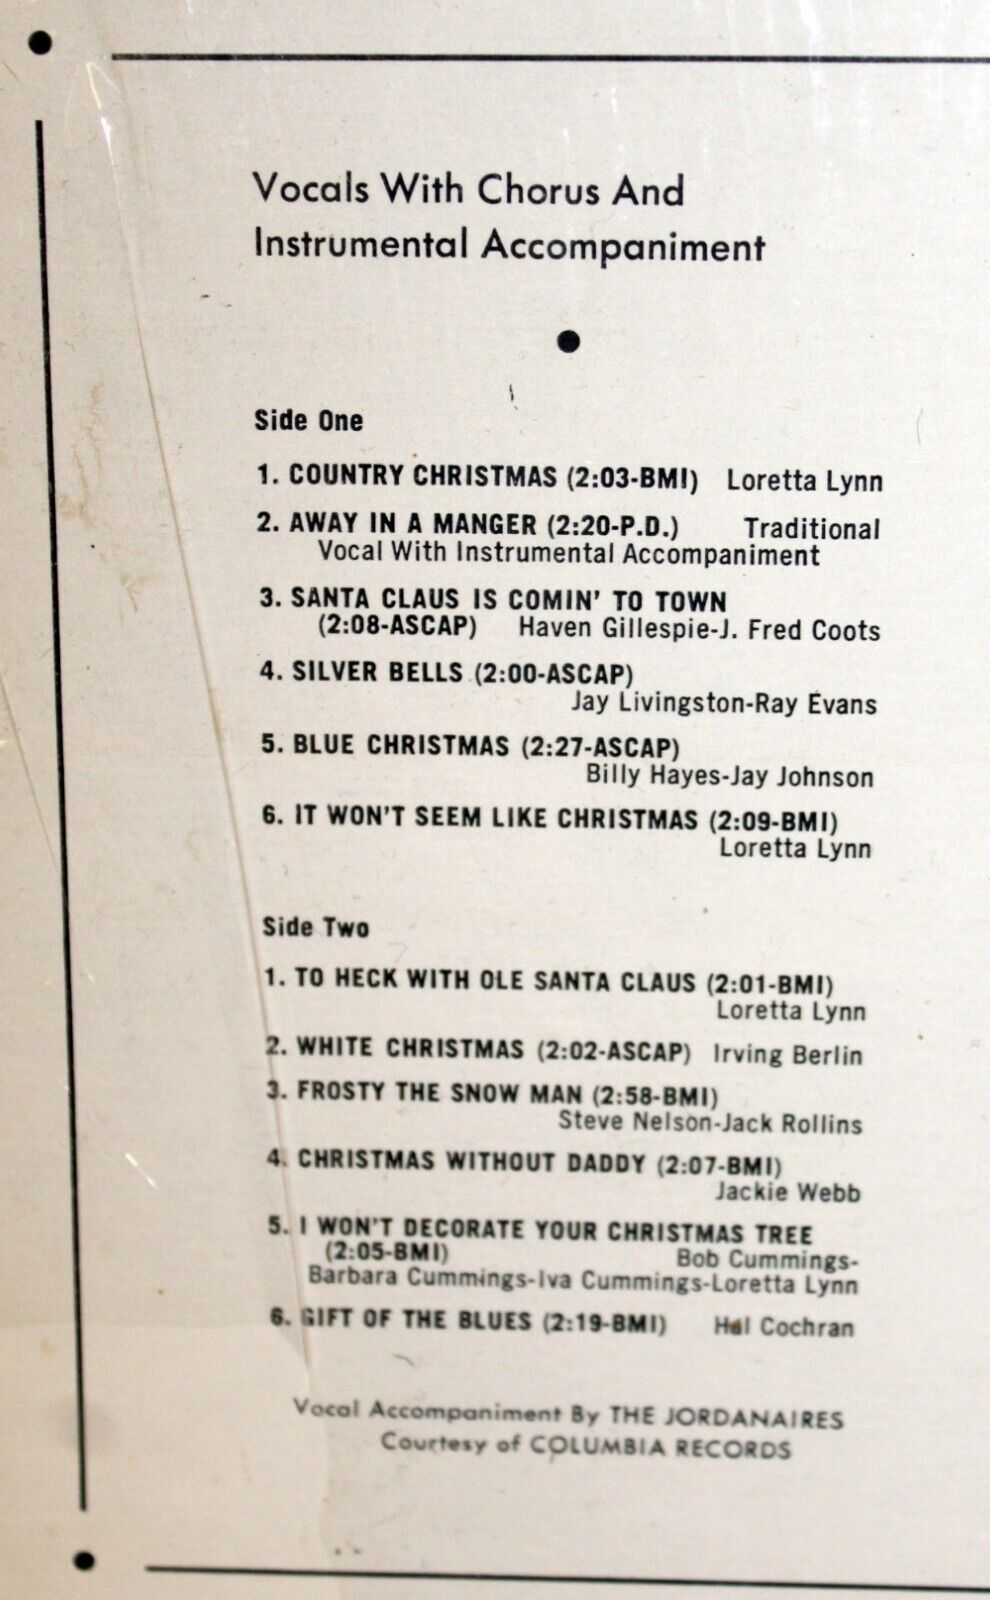 Vocals With Chorus And
Instrumental Accompaniment
Side One
1. COUNTRY CHRISTMAS (2:03-BMI) Loretta Lynn
2. AWAY IN A MANGER (2:20-P.D.) Traditional
Vocal With Instrumental Accompaniment
3. SANTA CLAUS IS COMIN' TO TOWN
(2:08-ASCAP) Haven Gillespie-J. Fred Coots
4. SILVER BELLS (2:00-ASCAP)
Jay Livingston-Ray Evans
5. BLUE CHRISTMAS (2:27-ASCAP)
Billy Hayes-Jay Johnson
6. IT WON'T SEEM LIKE CHRISTMAS (2:09-BMI)
Loretta Lynn
Side Two
1. TO HECK WITH OLE SANTA CLAUS (2:01-BMI)
Loretta Lynn
2. WHITE CHRISTMAS (2:02-ASCAP) Irving Berlin
3. FROSTY THE SNOW MAN (2:58-BMI)
Steve Nelson-Jack Rollins
4. CHRISTMAS WITHOUT DADDY (2:07-BMI)
Jackie Webb
5. I WON'T DECORATE YOUR CHRISTMAS TREE
(2:05-BMI) Bob Cummings-
Barbara Cummings-Iva Cummings-Loretta Lynn
6. GIFT OF THE BLUES (2:19-BMI) Hal Cochran
Vocal Accompaniment By THE JORDANAIRES
Courtesy of COLUMBIA RECORDS